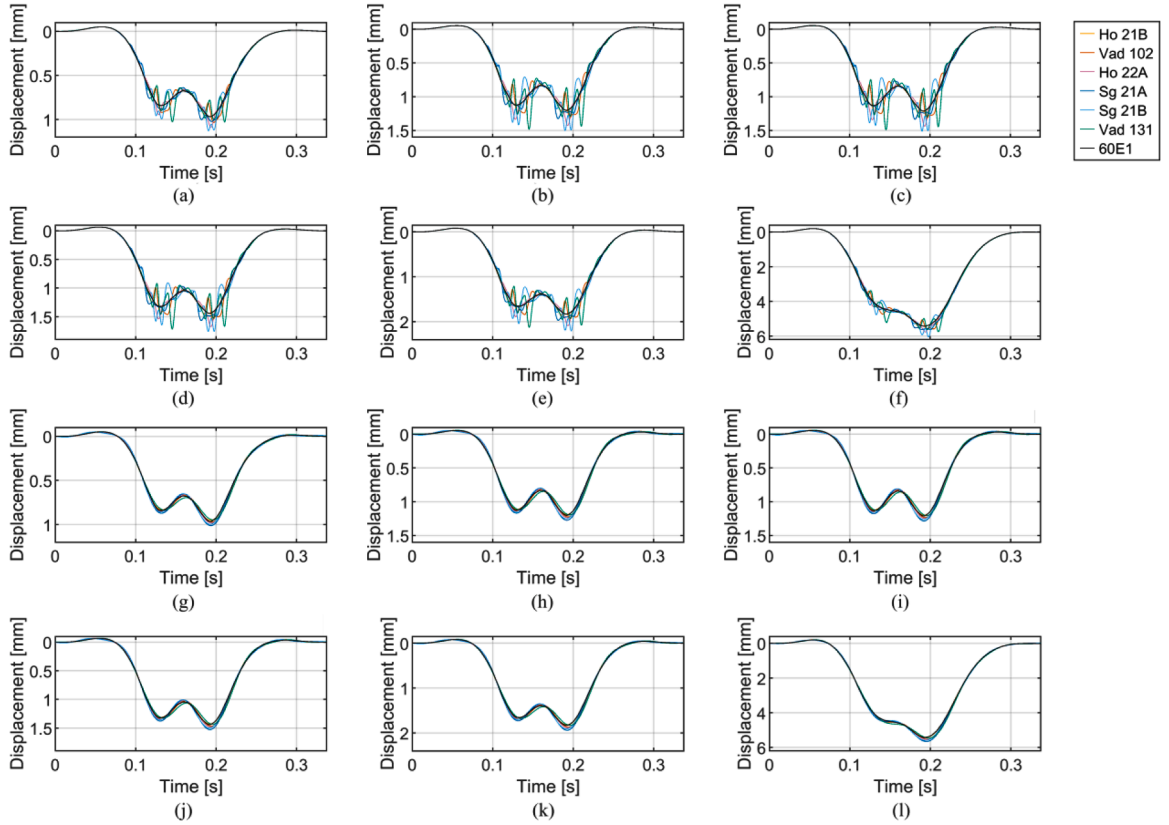 Displacement [mm]
0
0.5
1
0 0.1 0.2 0.3
Time [s]
(a)
Displacement [mm]
0
0.5
1
1.5
0 0.1 0.2 0.3
Time [s]
(b)
Displacement [mm]
0
0.5
1
1.5
0 0.1 0.2 0.3
Time [s]
(c)
Ho 21B
Vad 102
Ho 22A
Sg 21A
Sg 21B
Vad 131
60E1
Displacement [mm]
0
0.5
1
1.5
0 0.1 0.2 0.3
Time [s]
(d)
Displacement [mm]
0
1
2
0 0.1 0.2 0.3
Time [s]
(e)
Displacement [mm]
0
2
4
6
0 0.1 0.2 0.3
Time [s]
(f)
Displacement [mm]
0
0.5
1
0 0.1 0.2 0.3
Time [s]
(g)
Displacement [mm]
0
0.5
1
1.5
0 0.1 0.2 0.3
Time [s]
(h)
Displacement [mm]
0
0.5
1
1.5
0 0.1 0.2 0.3
Time [s]
(i)
Displacement [mm]
0
0.5
1
1.5
0 0.1 0.2 0.3
Time [s]
(j)
Displacement [mm]
0
1
2
0 0.1 0.2 0.3
Time [s]
(k)
Displacement [mm]
0
2
4
6
0 0.1 0.2 0.3
Time [s]
(l)